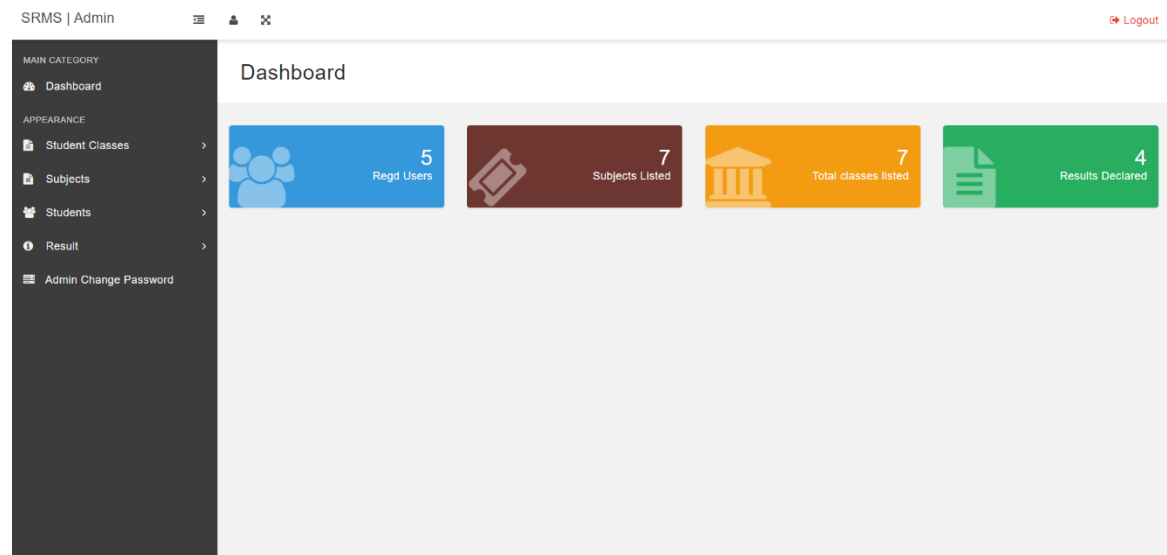 SRMS | Admin
Logout
MAIN CATEGORY
Dashboard
APPEARANCE
Student Classes
Subjects
Students
Result
Admin Change Password
Dashboard
5
Regd Users
7
Subjects Listed
7
Total classes listed
4
Results Declared